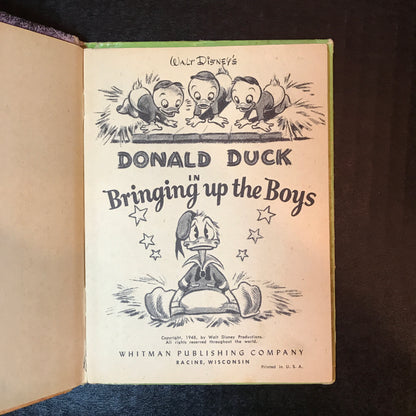 WALT DISNEY'S
DONALD DUCK
IN
Bringing up the Boys
Copyright, 1948, by Walt Disney Productions.
All rights reserved throughout the world.
WHITMAN PUBLISHING COMPANY
RACINE, WISCONSIN
Printed in U. S. A.